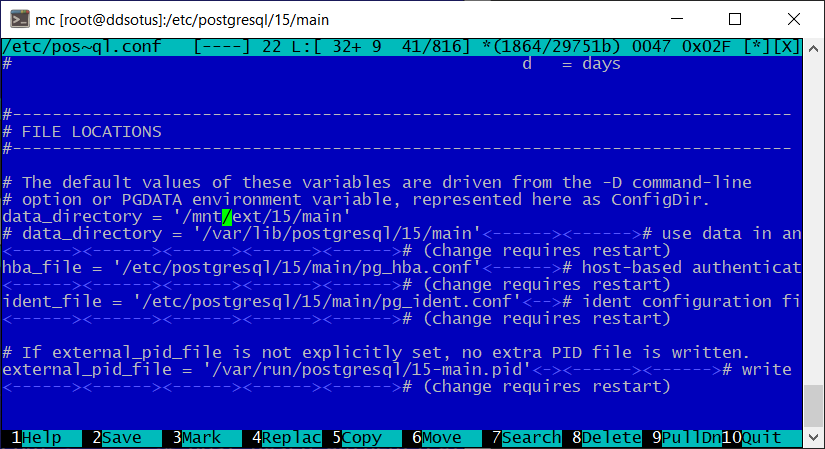 mc [root@ddsotus]:/etc/postgresql/15/main
/etc/pos~ql.conf   [----] 22 L:[ 32+ 9  41/816] *(1864/29751b) 0047 0x02F [*][X]
#                                                   d   = days
#------------------------------------------------------------------------------
# FILE LOCATIONS
#------------------------------------------------------------------------------
# The default values of these variables are driven from the -D command-line
# option or PGDATA environment variable, represented here as ConfigDir.
data_directory = '/mnt/ext/15/main'
# data_directory = '/var/lib/postgresql/15/main'<------><------># use data in an
<------><------><------><------><------># (change requires restart)
hba_file = '/etc/postgresql/15/main/pg_hba.conf'<------># host-based authenticat
<------><------><------><------><------># (change requires restart)
ident_file = '/etc/postgresql/15/main/pg_ident.conf'<--># ident configuration fi
<------><------><------><------><------># (change requires restart)
# If external_pid_file is not explicitly set, no extra PID file is written.
external_pid_file = '/var/run/postgresql/15-main.pid'<-><------><------># write
<------><------><------><------><------># (change requires restart)
1Help   2Save   3Mark   4Replac 5Copy   6Move   7Search 8Delete 9PullDn 10Quit